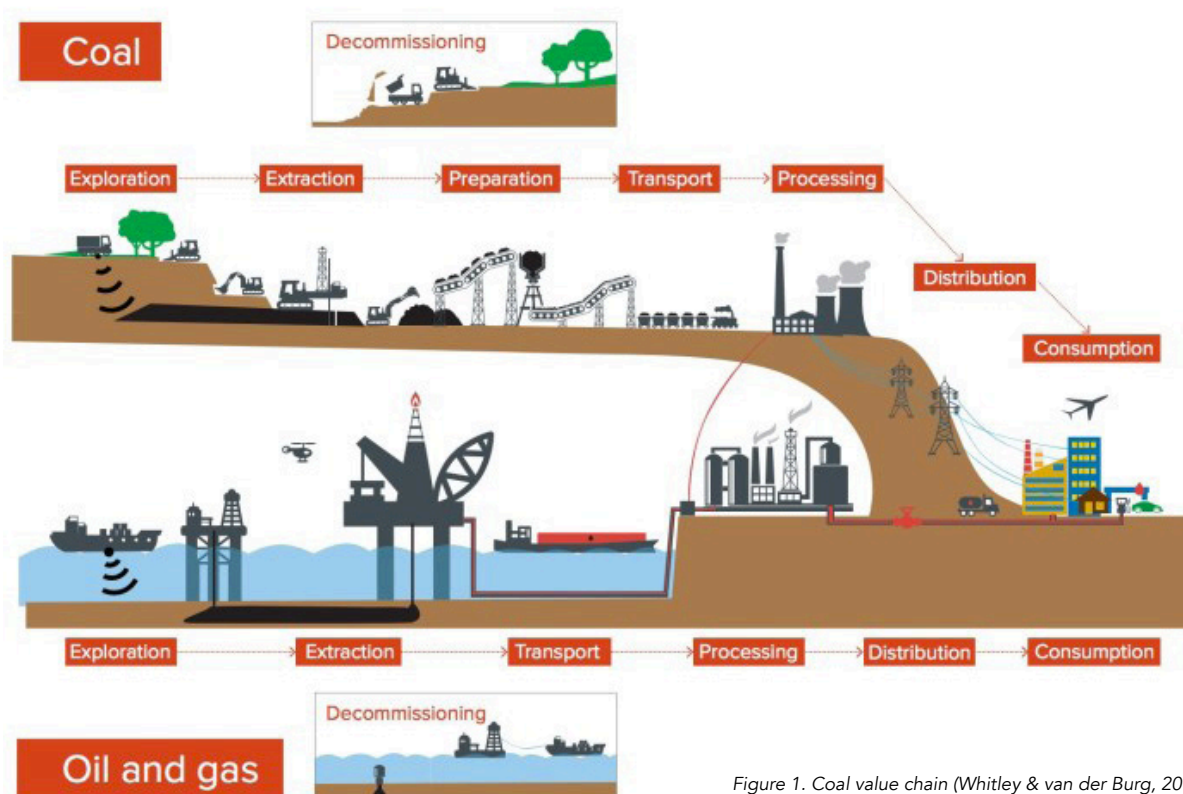 Coal
Decommissioning
Exploration
Extraction
Preparation
Transport
Processing
Distribution
Consumption
Exploration
Extraction
Transport
Processing
Distribution
Consumption
Decommissioning
Oil and gas
Figure 1. Coal value chain (Whitley & van der Burg, 20